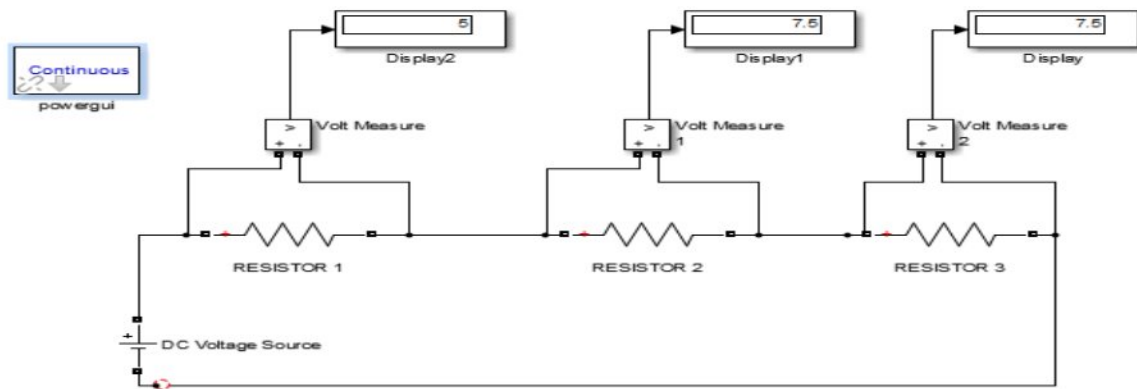 5
7.5
7.5
Display2
Display1
Display
Continuous
powergui
Volt Measure
Volt Measure
1
Volt Measure
2
V
+ -
V
+ -
V
+ -
RESISTOR 1
RESISTOR 2
RESISTOR 3
+
DC Voltage Source